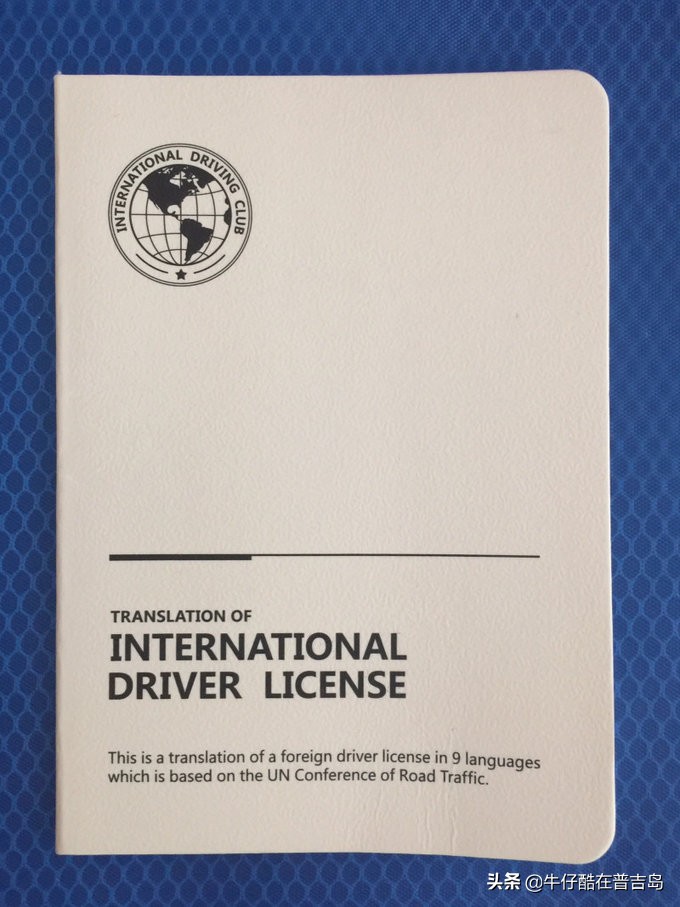 INTERNATIONAL DRIVING CLUB
TRANSLATION OF
INTERNATIONAL
DRIVER LICENSE
This is a translation of a foreign driver license in 9 languages
which is based on the UN Conference of Road Traffic.
头条 @牛仔酷在普吉岛